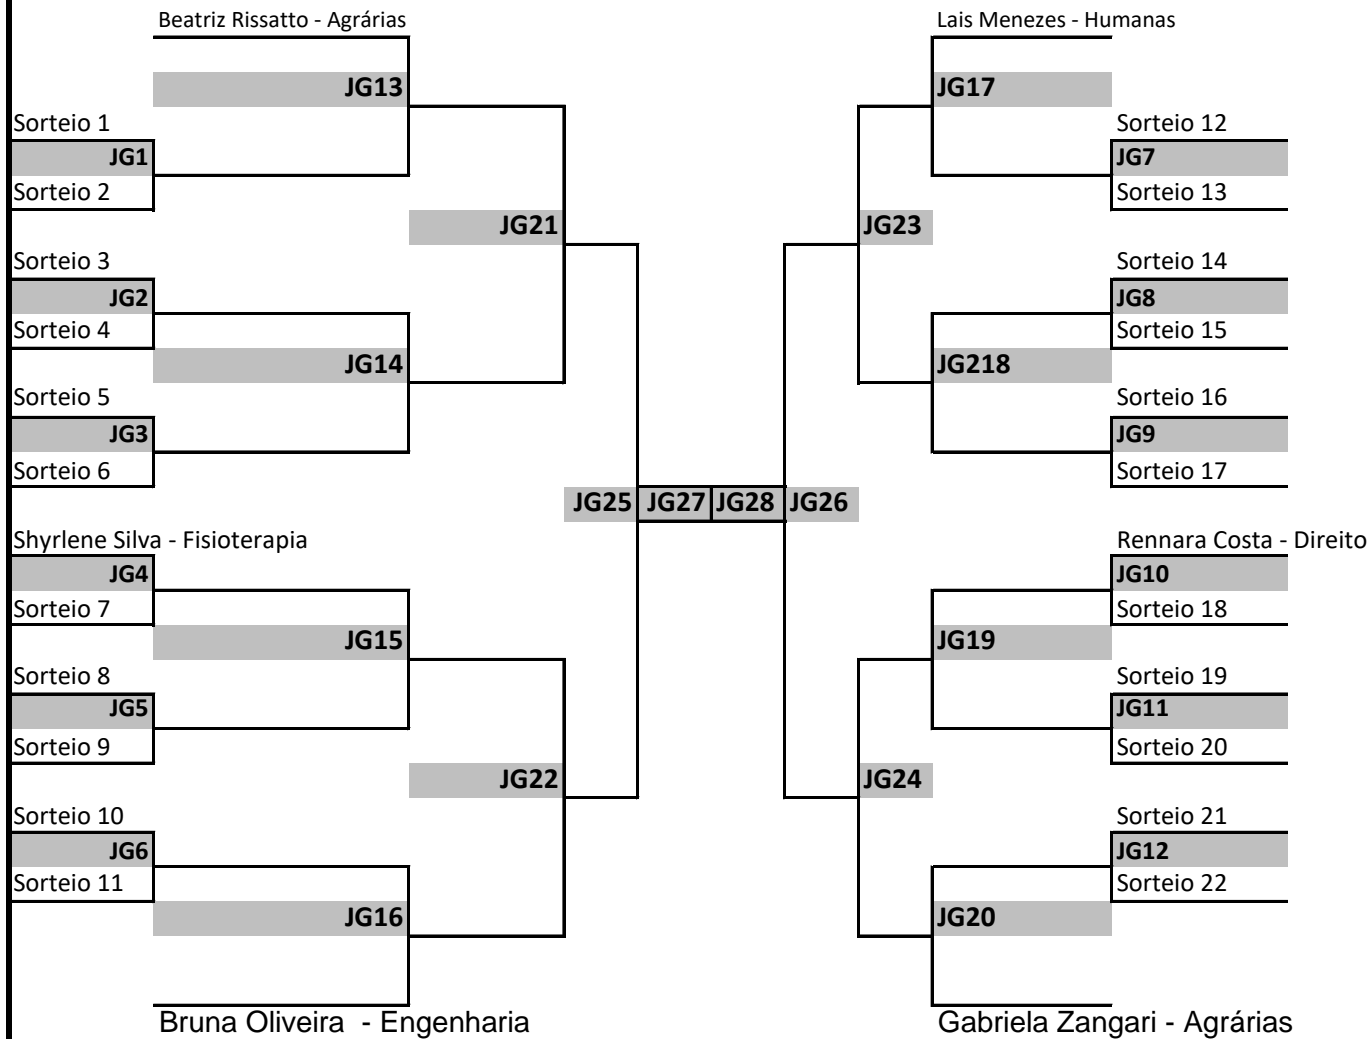 Beatriz Rissatto - Agrárias
Lais Menezes - Humanas
JG13
JG17
Sorteio 1
Sorteio 12
JG1
JG7
Sorteio 2
Sorteio 13
JG21
JG23
Sorteio 3
Sorteio 14
JG2
JG8
Sorteio 4
Sorteio 15
JG14
JG218
Sorteio 5
Sorteio 16
JG3
JG9
Sorteio 6
Sorteio 17
JG25 JG27 JG28 JG26
Shyrlene Silva - Fisioterapia
Rennara Costa - Direito
JG4
JG10
Sorteio 7
Sorteio 18
JG15
JG19
Sorteio 8
Sorteio 19
JG5
JG11
Sorteio 9
Sorteio 20
JG22
JG24
Sorteio 10
Sorteio 21
JG6
JG12
Sorteio 11
Sorteio 22
JG16
JG20
Bruna Oliveira - Engenharia
Gabriela Zangari - Agrárias